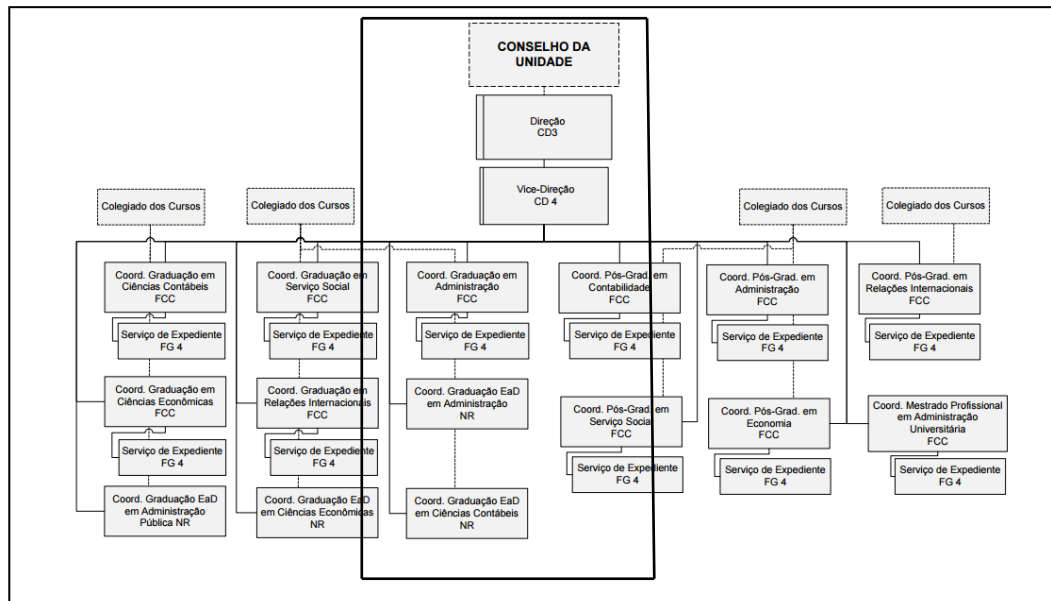 CONSELHO DA
UNIDADE
Direção
CD3
Vice-Direção
CD 4
Colegiado dos Cursos
Colegiado dos Cursos
Colegiado dos Cursos
Colegiado dos Cursos
Coord. Graduação em
Ciências Contábeis
FCC
Serviço de Expediente
FG 4
Coord. Graduação em
Ciências Econômicas
FCC
Serviço de Expediente
FG 4
Coord. Graduação EaD
em Administração
Pública NR
Coord. Graduação em
Serviço Social
FCC
Serviço de Expediente
FG 4
Coord. Graduação em
Relações Internacionais
FCC
Serviço de Expediente
FG 4
Coord. Graduação EaD
em Ciências Econômicas
NR
Coord. Graduação em
Administração
FCC
Serviço de Expediente
FG 4
Coord. Graduação EaD
em Administração
NR
Coord. Graduação EaD
em Ciências Contábeis
NR
Coord. Pós-Grad. em
Contabilidade
FCC
Serviço de Expediente
FG 4
Coord. Pós-Grad. em
Serviço Social
FCC
Serviço de Expediente
FG 4
Coord. Pós-Grad. em
Administração
FCC
Serviço de Expediente
FG 4
Coord. Pós-Grad. em
Economia
FCC
Serviço de Expediente
FG 4
Coord. Pós-Grad. em
Relações Internacionais
FCC
Serviço de Expediente
FG 4
Coord. Mestrado Profissional
em Administração
Universitária
FCC
Serviço de Expediente
FG 4